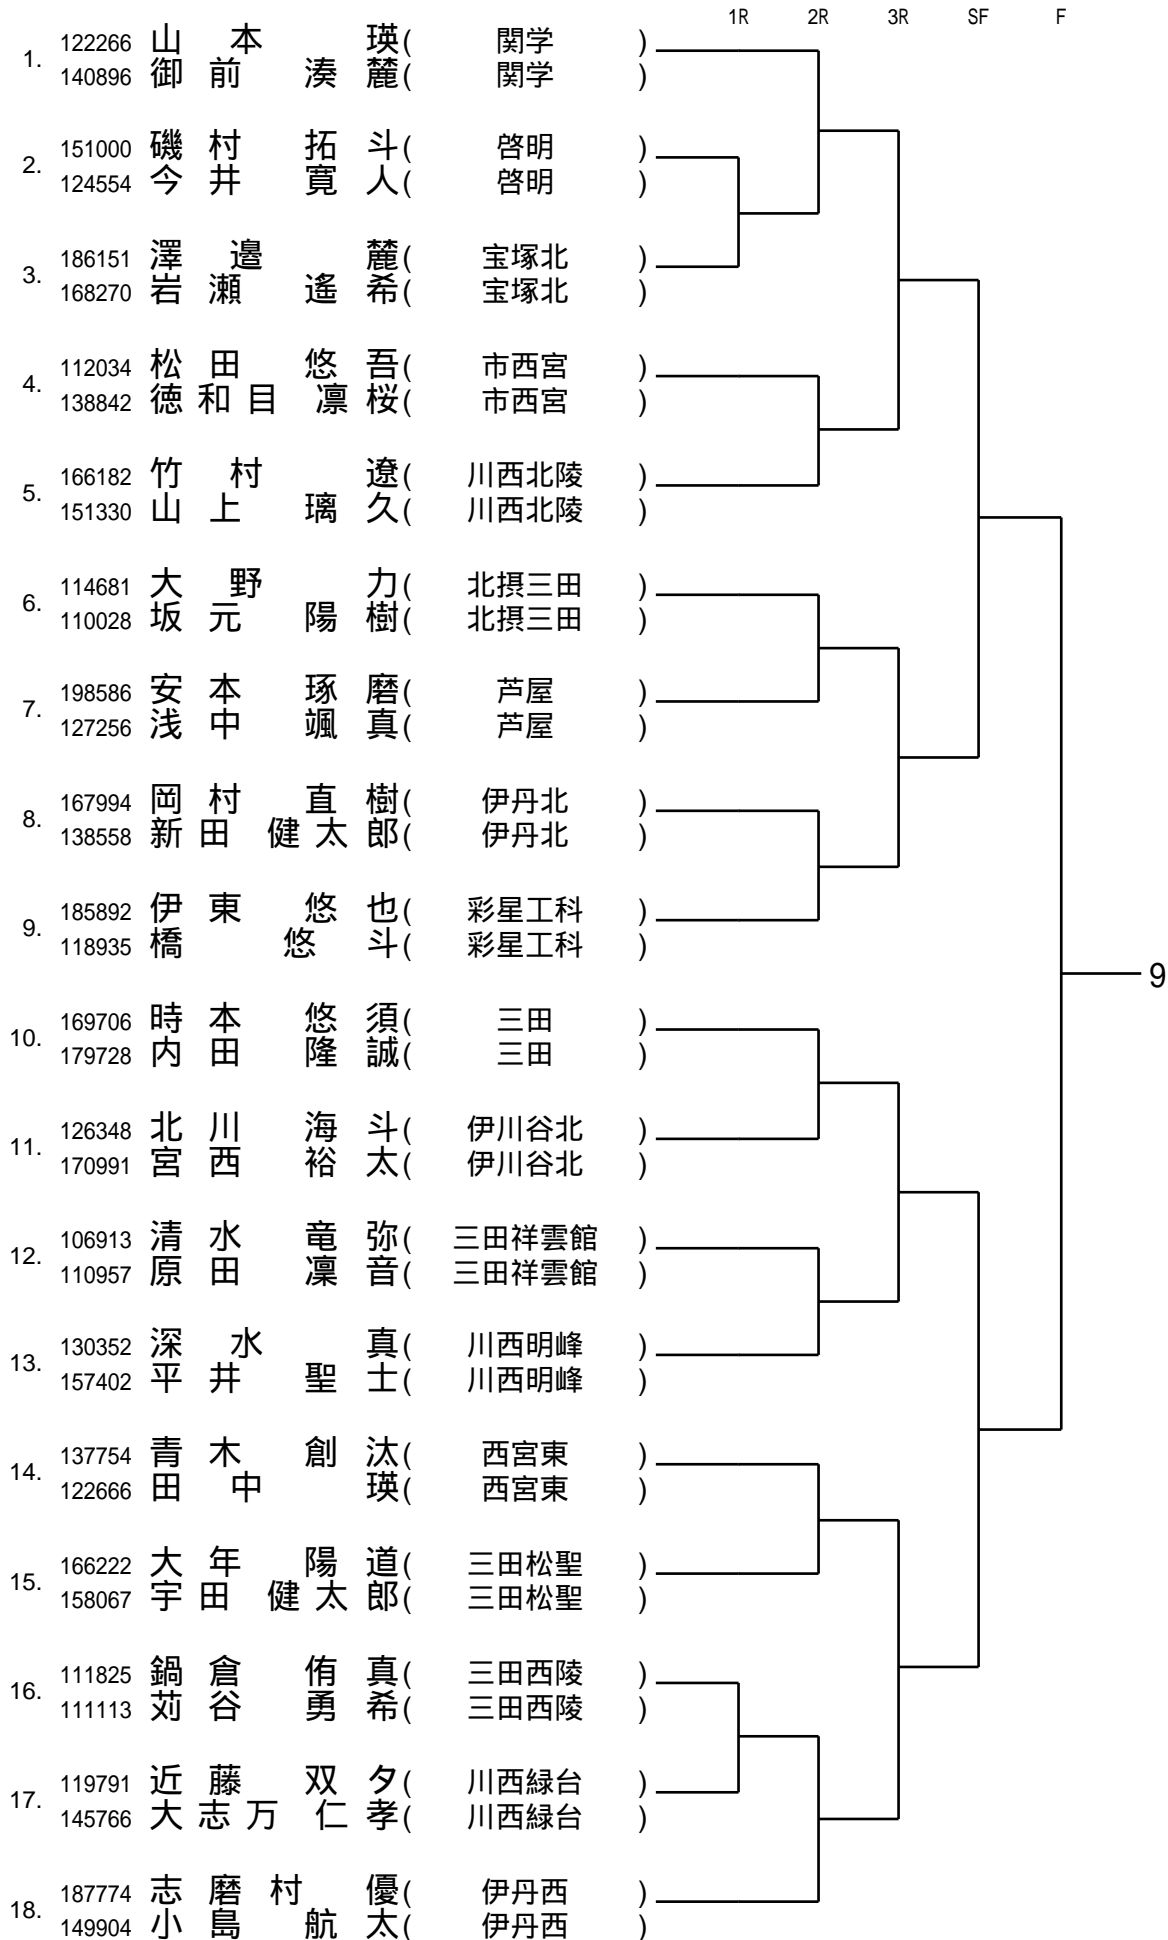 1R 2R 3R SF F
1. 122266 山本 瑛( 関学 )
140896 御前 湊麓( 関学 )
2. 151000 磯村 拓斗( 啓明 )
124554 今井 寛人( 啓明 )
3. 186151 澤邉 麓( 宝塚北 )
168270 岩瀬 遙希( 宝塚北 )
4. 112034 松田 悠吾( 市西宮 )
138842 徳和目 凛桜( 市西宮 )
5. 166182 竹村 遼( 川西北陵 )
151330 山上 璃久( 川西北陵 )
6. 114681 大野 力( 北摂三田 )
110028 坂元 陽樹( 北摂三田 )
7. 198586 安本 琢磨( 芦屋 )
127256 浅中 颯真( 芦屋 )
8. 167994 岡村 直樹( 伊丹北 )
138558 新田 健太郎( 伊丹北 )
9. 185892 伊東 悠也( 彩星工科 )
118935 橋 悠斗( 彩星工科 )
9
10. 169706 時本 悠須( 三田 )
179728 内田 隆誠( 三田 )
11. 126348 北川 海斗( 伊川谷北 )
170991 宮西 裕太( 伊川谷北 )
12. 106913 清水 竜弥( 三田祥雲館 )
110957 原田 凜音( 三田祥雲館 )
13. 130352 深水 真( 川西明峰 )
157402 平井 聖士( 川西明峰 )
14. 137754 青木 創汰( 西宮東 )
122666 田中 瑛( 西宮東 )
15. 166222 大年 陽道( 三田松聖 )
158067 宇田 健太郎( 三田松聖 )
16. 111825 鍋倉 侑真( 三田西陵 )
111113 苅谷 勇希( 三田西陵 )
17. 119791 近藤 双夕( 川西緑台 )
145766 大志万 仁孝( 川西緑台 )
18. 187774 志磨村 優( 伊丹西 )
149904 小島 航太( 伊丹西 )